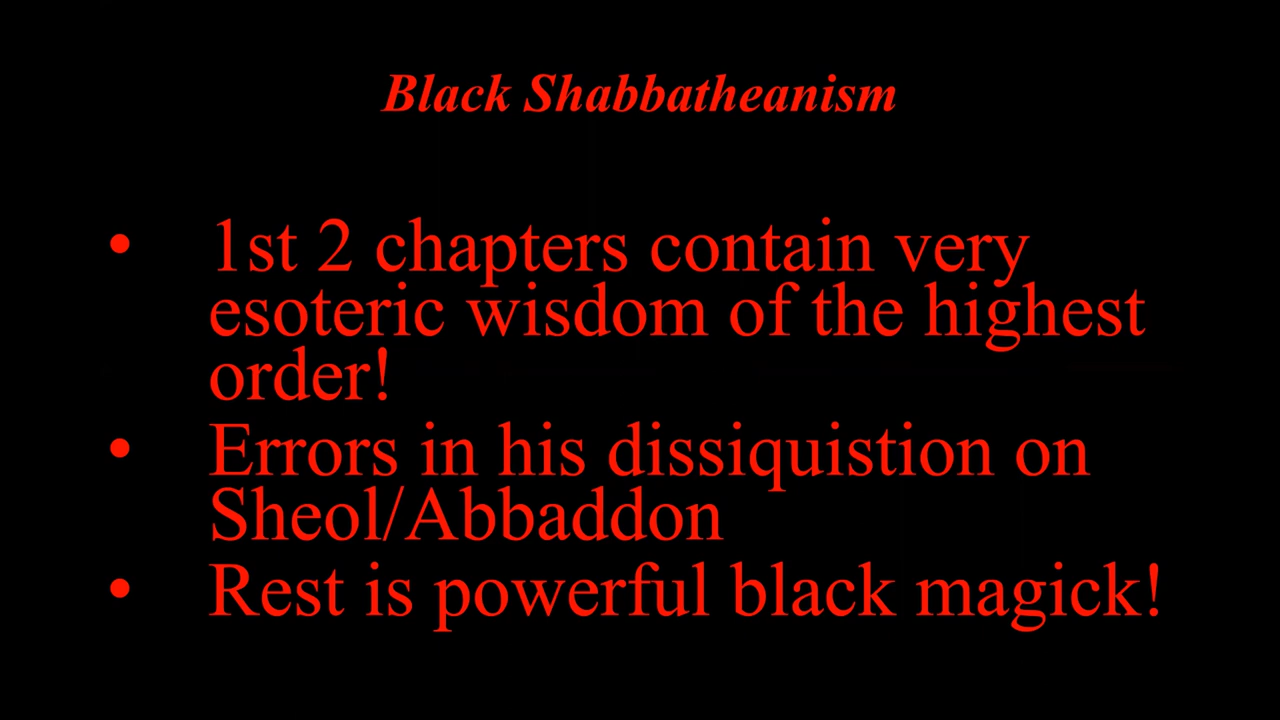 Black Shabbatheanism
• 1st 2 chapters contain very
esoteric wisdom of the highest
order!
• Errors in his dissiquistion on
Sheol/Abbaddon
• Rest is powerful black magick!